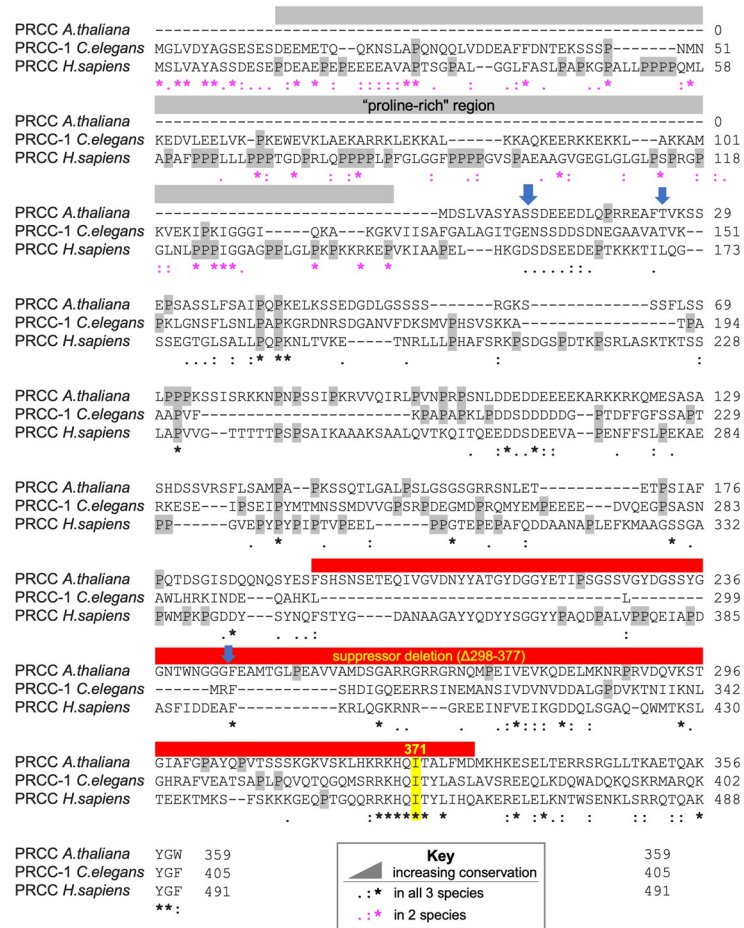 PRCC A.thaliana ------------------------------------------------------------ 0
PRCC-1 C.elegans MGLVDYAGSESESDEEMETQ--QKNSLAPQNQQLVDDEAFFDNTEKSSSP-------NMN 51
PRCC H.sapiens MSLVAYASSDESEPDEAEPEPEEEEAVAPTSGPAL--GGLFASLPAPKGPALLPPPPQML 58
"proline-rich" region
PRCC A.thaliana ------------------------------------------------------------ 0
PRCC-1 C.elegans KEDVLEELVK-PKEWEVKLAEKARRKLEKKAL----KKAQKEERKKEKKL-----AKKAM 101
PRCC H.sapiens APAFPPPLLLPPPTGDPRLQPPPPLPFGLGGFPPPPGVSPAEAAGVGEGLGLGLPSPRGP 118
PRCC A.thaliana -------------------------------MDSLVASYASSDEEEDLQPRREAFTVKSS 29
PRCC-1 C.elegans KVEKIPKIGGGI-----QKA---KGKVIISAFGALAGITGENSSDDSDNEGAAVATVK-- 151
PRCC H.sapiens GLNLPPPIGGAGPPLGLPKPKKRKEPVKIAAPEL---HKGDSDSEEDEPTKKKTILQG-- 173
PRCC A.thaliana EPSASSLFSAIPQPKELKSSEDGDLGSSSS--------RGKS------------SSFLSS 69
PRCC-1 C.elegans PKLGNSFLSNLPAPKGRDNRSDGANVFDKSMVPHSVSKKA-----------------TPA 194
PRCC H.sapiens SSEGTGLSALLPQPKNLTVKE-----TNRLLLPHAFSRKPSDGSPDTKPSRLASKTKTSS 228
PRCC A.thaliana LPPPKSSISRKKNPNPSSIPKRVVQIRLPVNPRPSNLDDEDDEEEEKARKKRKQMESASA 129
PRCC-1 C.elegans AAPVF-----------------------KPAPAPKLPDDSDDDDDG--PTDFFGFSSAPT 229
PRCC H.sapiens LAPVVG--TTTTTPSPSAIKAAAKSAALQVTKQITQEEDDSDEEVA--PENFFSLPEKAE 284
PRCC A.thaliana SHDSSVRSFLSAMPA--PKSSQTLGALPSLGSGSGRRSNLET-----------ETPSIAF 176
PRCC-1 C.elegans RKESE---IPSEIPYMTMNSSMDVVGPSRPDEGMDPRQMYEMPEEEE---DVQEGPSASN 283
PRCC H.sapiens PP------GVEPYPYPIPTVPEEL------PPGTEPEPAFQDDAANAPLEFKMAAGSSGA 332
PRCC A.thaliana PQTDSGISDQQNQSYESFSHSNSETEQIVGVDNYYATGYDGGYETIPSGSSVGYDGSSYG 236
PRCC-1 C.elegans AWLHRKINDE--QAHKL----------------------------------L-------- 299
PRCC H.sapiens PWMPKPGDDY--SYNQFSTYG-----DANAAGAYYQDYYSGGYYPAQDPALVPPQEIAPD 385
suppressor deletion (Δ298-377)
PRCC A.thaliana GNTWNGGGFEAMTGLPEAVVAMDSGARRGRRGRNQMPEIVEVKQDELMKNRPRVDQVKST 296
PRCC-1 C.elegans ------MRF-----------SHDIGQEERRSINEMANSIVDVNVDDALGPDVKTNIIKNL 342
PRCC H.sapiens ASFIDDEAF-----------KRLQGKRNR---GREEINFVEIKGDDQLSGAQ-QWMTKSL 430
371
PRCC A.thaliana GIAFGPAYQPVTSSSKGKVSKLHKRKHQITALFMDMKHKESELTERRSRGLLTKAETQAK 356
PRCC-1 C.elegans GHRAFVEATSAPLPQVQTQGQMSRRKHQITYLASLAVSREEQLKDQWADQKQSKRMARQK 402
PRCC H.sapiens TEEKTMKS--FSKKKGEQPTGQQRRKHQITYLIHQAKERELELKNTWSENKLSRRQTQAK 488
PRCC A.thaliana YGW 359 359
PRCC-1 C.elegans YGF 405 405
PRCC H.sapiens YGF 491 491
**:
Key
increasing conservation
.:* in all 3 species
.:* in 2 species